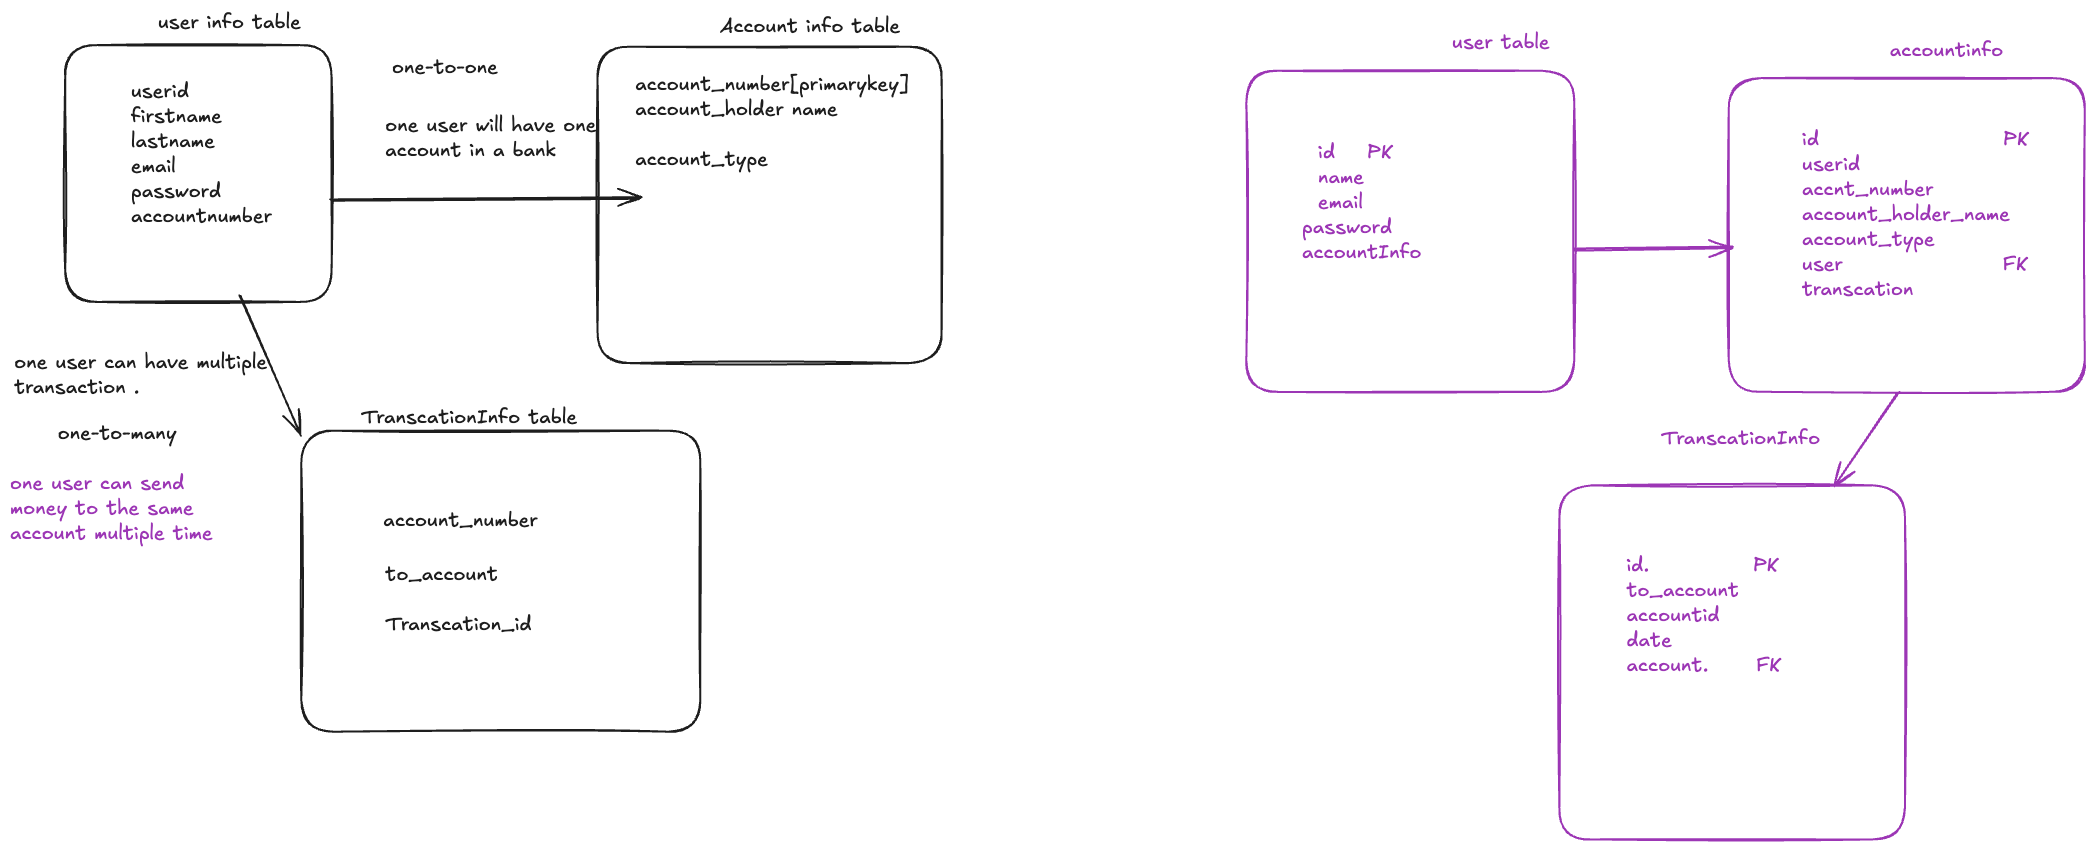 user info table
userid
firstname
lastname
email
password
accountnumber
one-to-one
one user will have one
account in a bank
Account info table
account_number[primarykey]
account_holder name
account_type
one user can have multiple
transaction .
one-to-many
one user can send
money to the same
account multiple time
TranscationInfo table
account_number
to_account
Transcation_id
user table
id PK
name
email
password
accountInfo
accountinfo
id PK
userid
accnt_number
account_holder_name
account_type
user FK
transcation
TranscationInfo
id. PK
to_account
accountid
date
account. FK